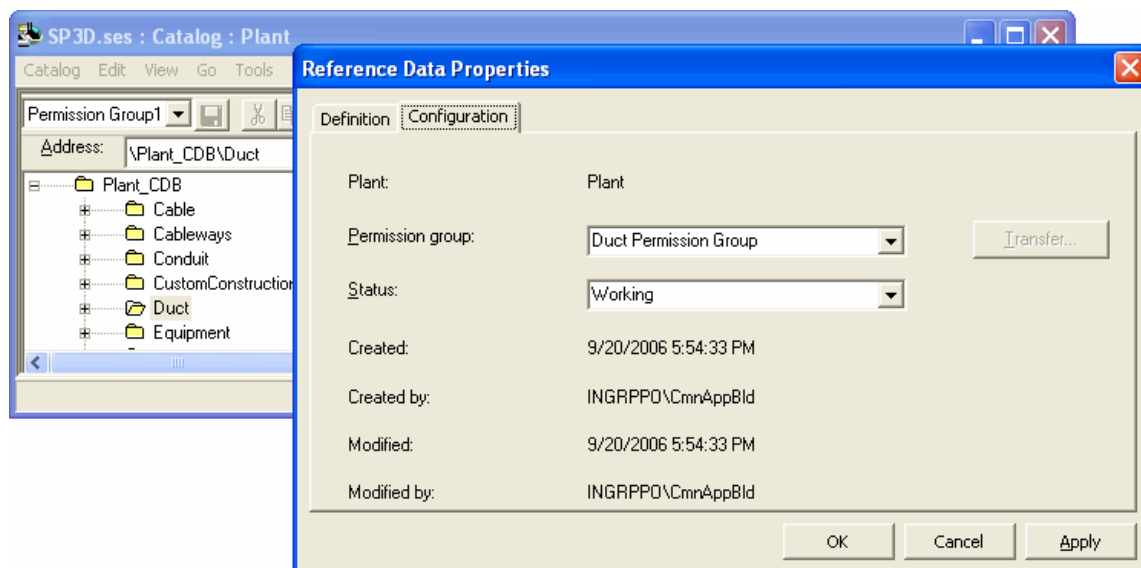 SP3D.ses : Catalog : Plant
Catalog Edit View Go Tools
Permission Group1
Address: \Plant_CDB\Duct
Plant_CDB
Cable
Cableways
Conduit
CustomConstruction
Duct
Equipment
Reference Data Properties
Definition Configuration
Plant: Plant
Permission group: Duct Permission Group Transfer...
Status: Working
Created: 9/20/2006 5:54:33 PM
Created by: INGRPPO\CmnAppBld
Modified: 9/20/2006 5:54:33 PM
Modified by: INGRPPO\CmnAppBld
OK Cancel Apply